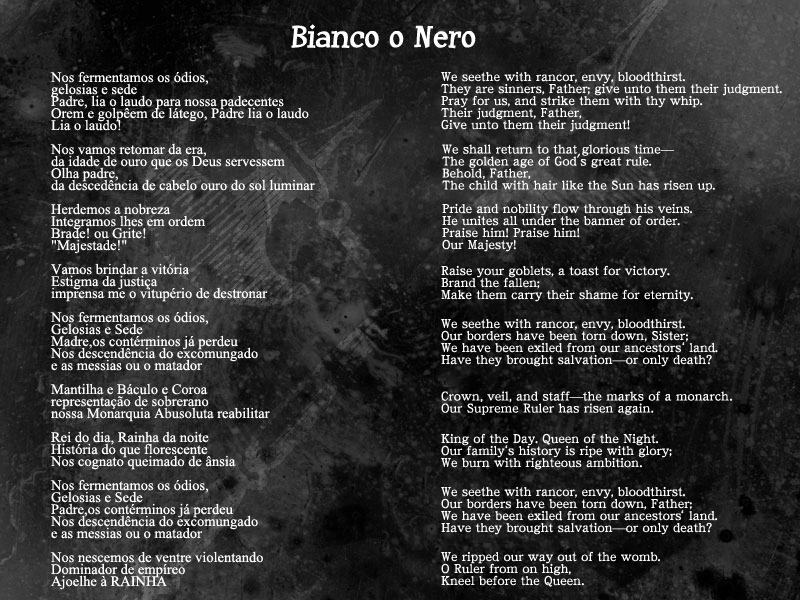 Bianco o Nero
Nos fermentamos os ódios,
gelosias e sede
Padre, lia o laudo para nossa padecentes
Orem e golpêem de látego, Padre lia o laudo
Lia o laudo!
Nos vamos retomar da era,
da idade de ouro que os Deus servessem
Olha padre,
da descedência de cabelo ouro do sol luminar
Herdemos a nobreza
Integramos lhes em ordem
Brade! ou Grite!
"Majestade!"
Vamos brindar a vitória
Estigma da justiça
imprensa me o vitupério de destronar
Nos fermentamos os ódios,
Gelosias e Sede
Madre,os contérminos já perdeu
Nos descendência do excomungado
e as messias ou o matador
Mantilha e Báculo e Coroa
representação de soberano
nossa Monarquia Abusoluta reabilitar
Rei do dia, Rainha da noite
História do que florescente
Nos cognato queimado de ânsia
Nos fermentamos os ódios,
Gelosias e Sede
Padre,os contérminos já perdeu
Nos descendência do excomungado
e as messias ou o matador
Nos nescemos de ventre violentando
Dominador de empíreo
Ajoelhe à RAINHA
We seethe with rancor, envy, bloodthirst.
They are sinners, Father; give unto them their judgment.
Pray for us, and strike them with thy whip.
Their judgment, Father,
Give unto them their judgment!
We shall return to that glorious time—
The golden age of God's great rule.
Behold, Father,
The child with hair like the Sun has risen up.
Pride and nobility flow through his veins.
He unites all under the banner of order.
Praise him! Praise him!
Our Majesty!
Raise your goblets, a toast for victory.
Brand the fallen;
Make them carry their shame for eternity.
We seethe with rancor, envy, bloodthirst.
Our borders have been torn down, Sister;
We have been exiled from our ancestors' land.
Have they brought salvation—or only death?
Crown, veil, and staff—the marks of a monarch.
Our Supreme Ruler has risen again.
King of the Day. Queen of the Night.
Our family's history is ripe with glory;
We burn with righteous ambition.
We seethe with rancor, envy, bloodthirst.
Our borders have been torn down, Father;
We have been exiled from our ancestors' land.
Have they brought salvation—or only death?
We ripped our way out of the womb.
O Ruler from on high,
Kneel before the Queen.